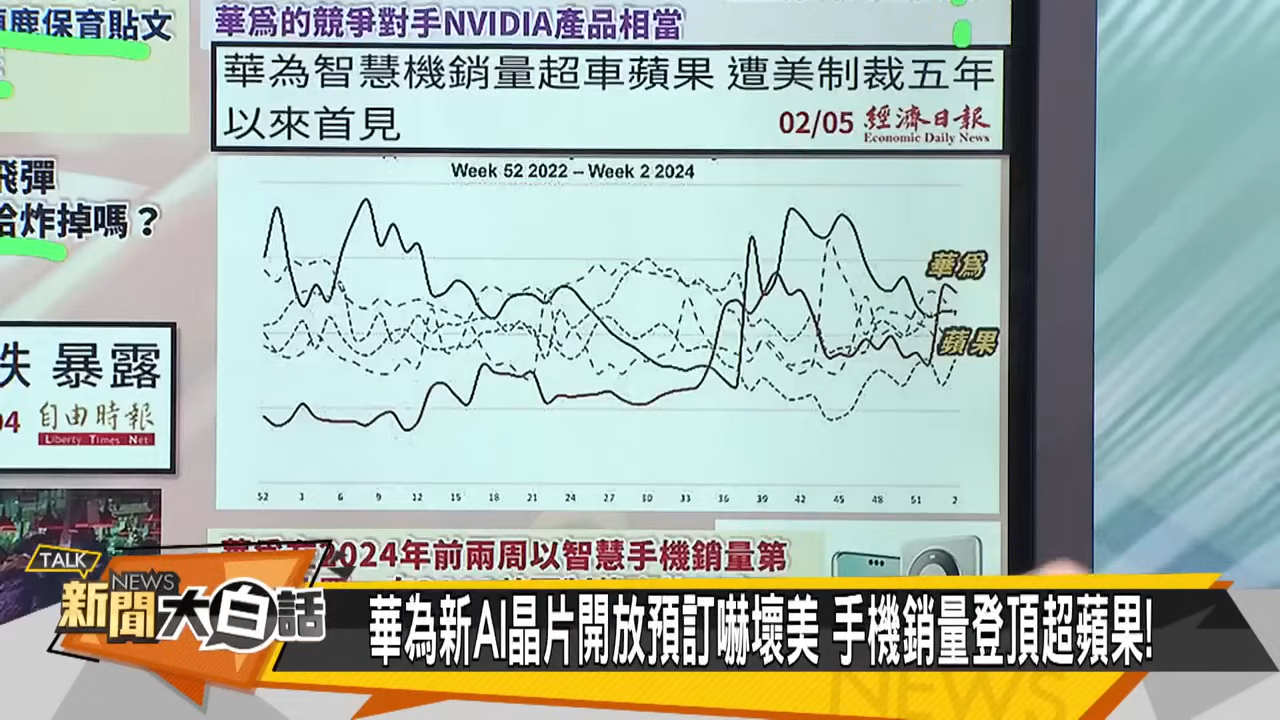 鹿保育貼文
華為的競爭對手NVIDIA產品相當
華為智慧機銷量超車蘋果 遭美制裁五年
以來首見
02/05 經濟日報
Economic Daily News
飛彈
給炸掉嗎？
跌 暴露
04 自由時報
Liberty Times Net
Week 52 2022 – Week 2 2024
華為
蘋果
52 3 6 9 12 15 18 21 24 27 30 33 36 39 42 45 48 51 2
2024年前兩周以智慧手機銷量第
TALK
NEWS
新聞大白話
華為新AI晶片開放預訂嚇壞美 手機銷量登頂超蘋果!
NEWS